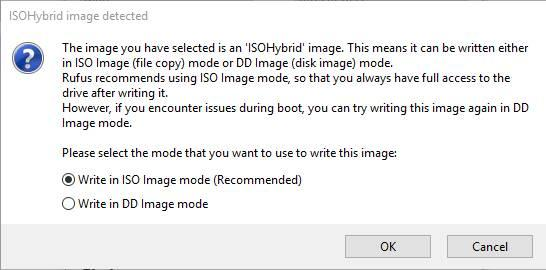 ISOHybrid image detected
The image you have selected is an 'ISOHybrid' image. This means it can be written either
in ISO Image (file copy) mode or DD Image (disk image) mode.
Rufus recommends using ISO Image mode, so that you always have full access to the
drive after writing it.
However, if you encounter issues during boot, you can try writing this image again in DD
Image mode.
Please select the mode that you want to use to write this image:
Write in ISO Image mode (Recommended)
Write in DD Image mode
OK Cancel